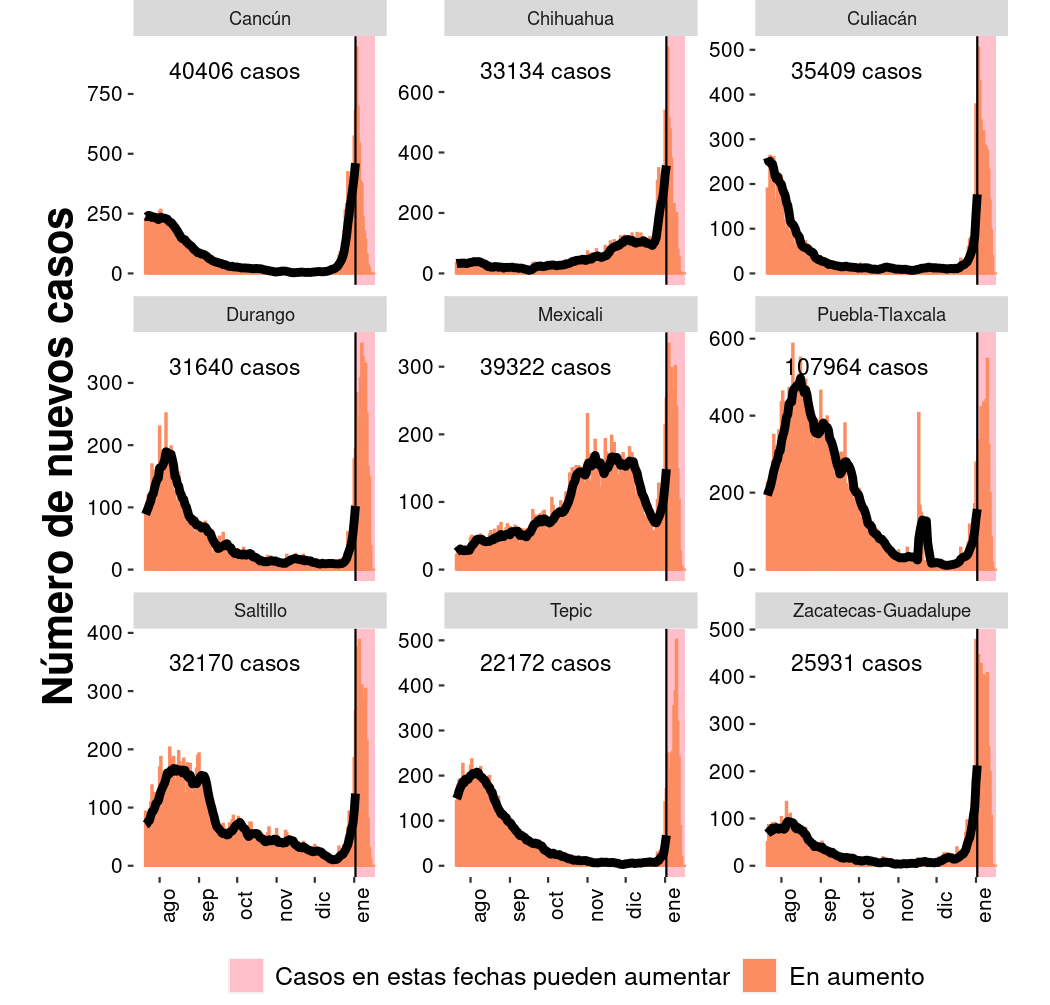 Número de nuevos casos
Cancún
40406 casos
750
500
250
0
Chihuahua
33134 casos
600
400
200
0
Culiacán
35409 casos
500
400
300
200
100
0
Durango
31640 casos
300
200
100
0
Mexicali
39322 casos
300
200
100
0
Puebla-Tlaxcala
107964 casos
600
400
200
0
Saltillo
32170 casos
400
300
200
100
0
ago sep oct nov dic ene
Tepic
22172 casos
500
400
300
200
100
0
ago sep oct nov dic ene
Zacatecas-Guadalupe
25931 casos
500
400
300
200
100
0
ago sep oct nov dic ene
Casos en estas fechas pueden aumentar
En aumento